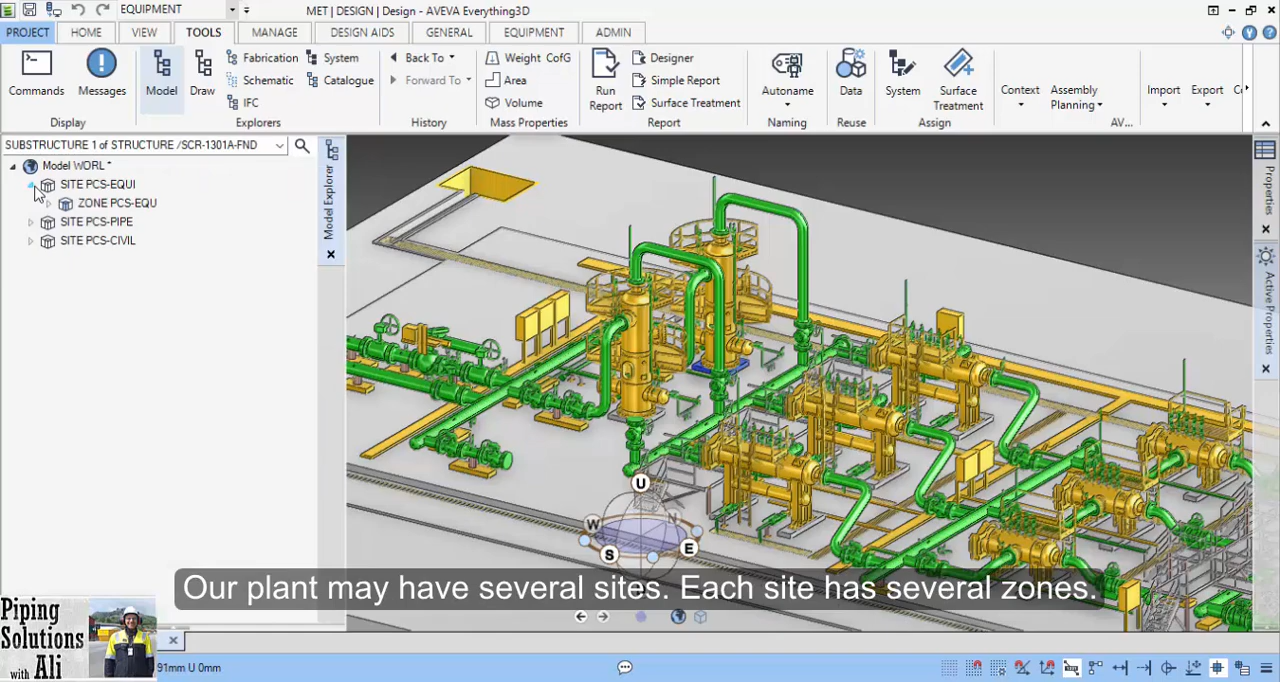 EQUIPMENT
MET | DESIGN | Design - AVEVA Everything3D
PROJECT HOME VIEW TOOLS MANAGE DESIGN AIDS GENERAL EQUIPMENT ADMIN
Commands
Messages
Display
Model
Draw
Fabrication
System
Schematic
Catalogue
IFC
Explorers
Back To
Forward To
History
Weight CofG
Area
Volume
Mass Properties
Run
Report
Designer
Simple Report
Surface Treatment
Report
Autoname
Naming
Data
Reuse
System
Surface
Treatment
Assign
Context
Assembly
Planning
AV...
Import
Export
SUBSTRUCTURE 1 of STRUCTURE /SCR-1301A-FND
Model WORL*
SITE PCS-EQUI
ZONE PCS-EQU
SITE PCS-PIPE
SITE PCS-CIVIL
Model Explorer
Properties
Active Properties
U
N
W
S
E
Our plant may have several sites. Each site has several zones.
Piping
Solutions
with
Ali
91mm U 0mm